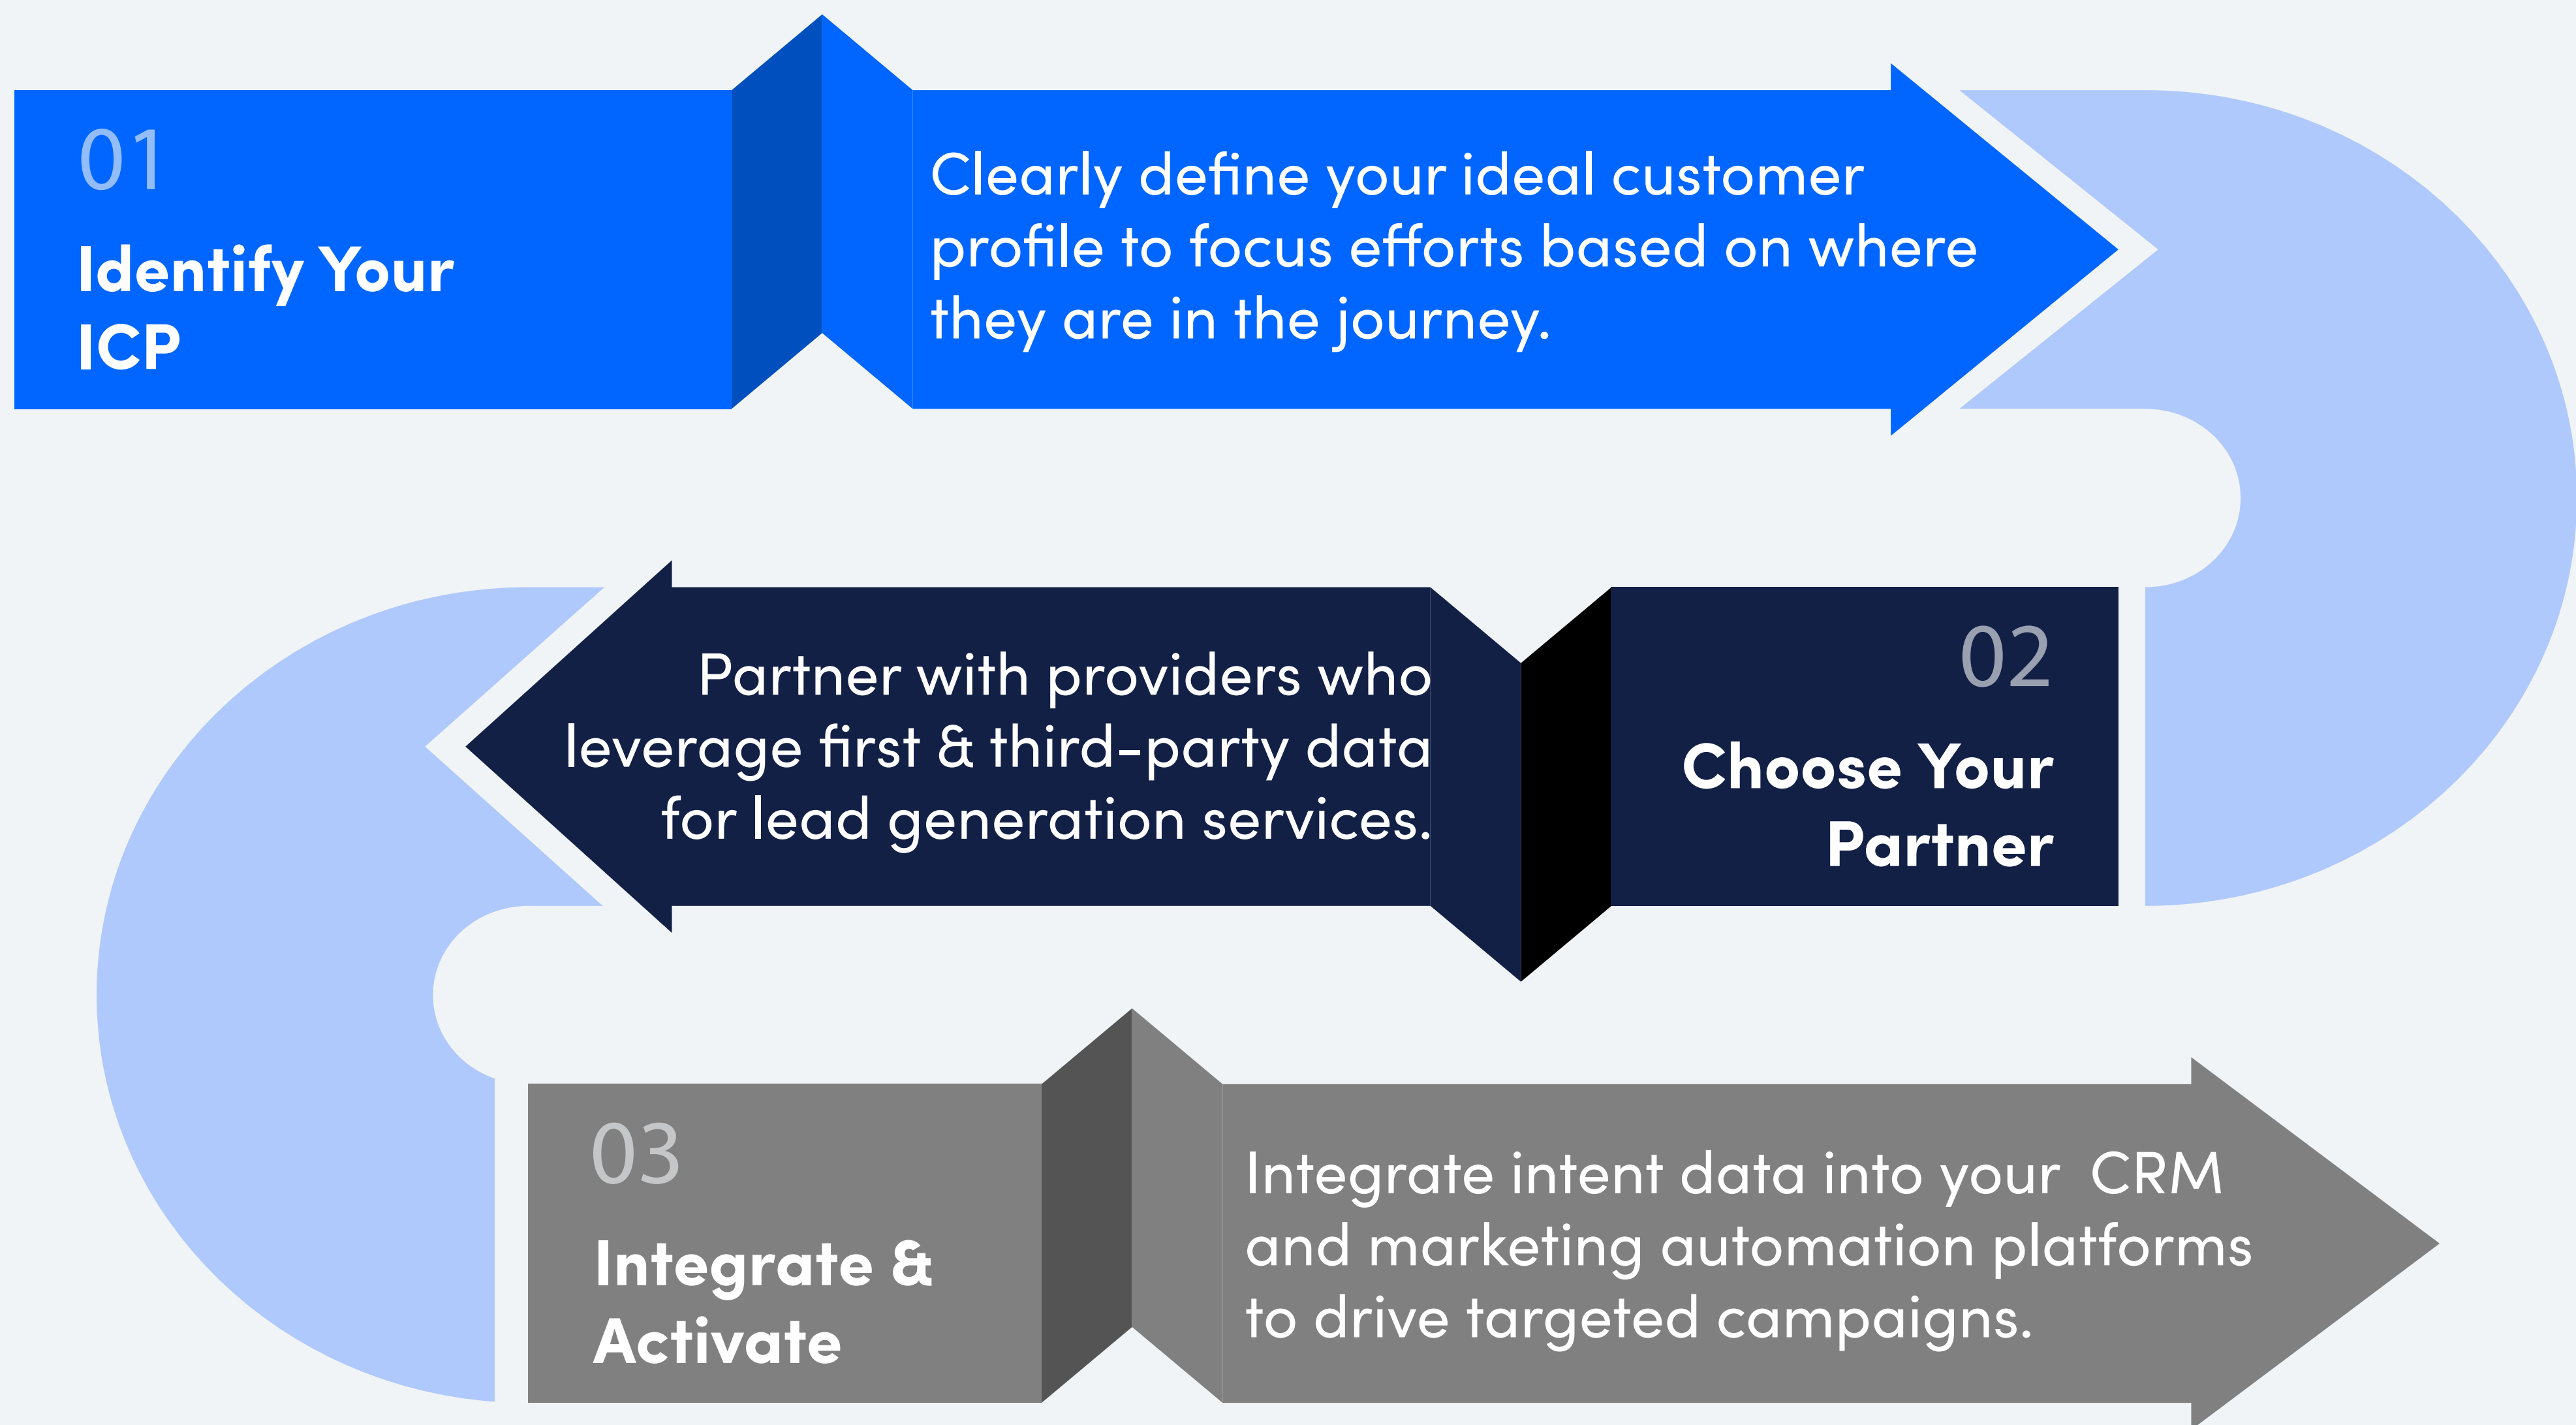 01
Identify Your
ICP
Clearly define your ideal customer
profile to focus efforts based on where
they are in the journey.
02
Choose Your
Partner
Partner with providers who
leverage first & third-party data
for lead generation services.
03
Integrate &
Activate
Integrate intent data into your  CRM
and marketing automation platforms
to drive targeted campaigns.